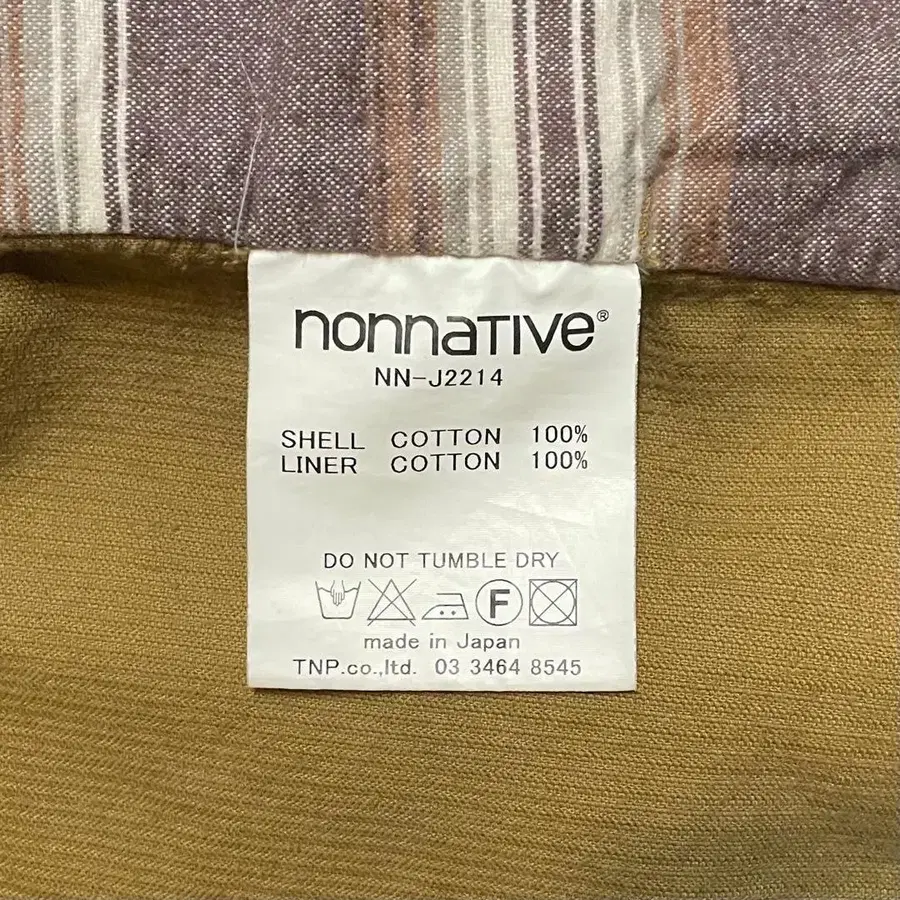 nonnative®
NN-J2214
SHELL COTTON 100%
LINER COTTON 100%
DO NOT TUMBLE DRY
F
made in Japan
TNP.co.,ltd. 03 3464 8545